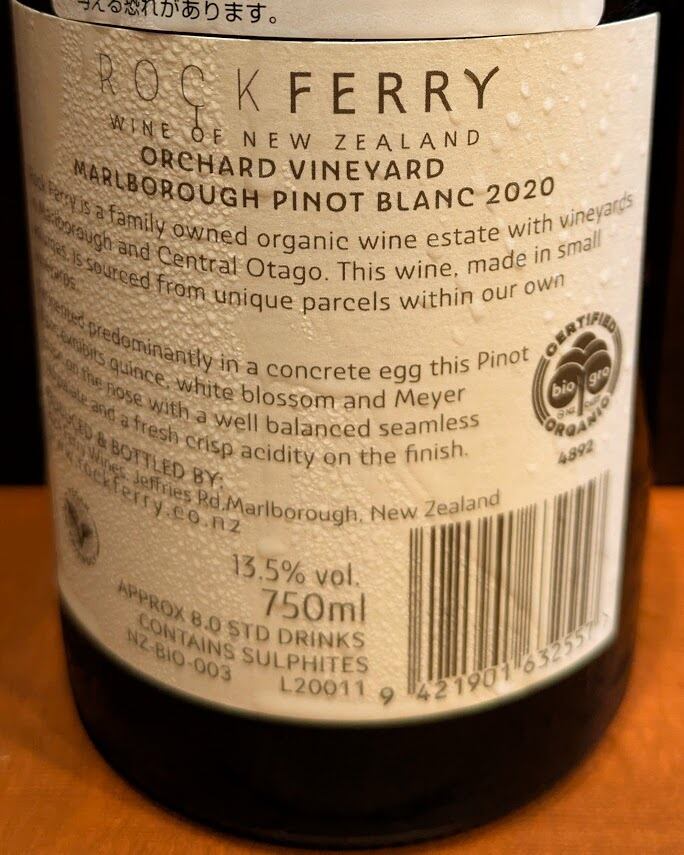 与える恐れがあります。
ROCK FERRY
WINE OF NEW ZEALAND
ORCHARD VINEYARD
MARLBOROUGH PINOT BLANC 2020
Ferry is a family owned organic wine estate with vineyards
Marlborough and Central Otago. This wine, made in small
is sourced from unique parcels within our own
predominantly in a concrete egg this Pinot
exhibits quince, white blossom and Meyer
on the nose with a well balanced seamless
and a fresh crisp acidity on the finish.
& BOTTLED BY:
Wines, Jeffries Rd, Marlborough, New Zealand
rockferry.co.nz
CERTIFIED
bio gro
ORGANIC
4892
13.5% vol.
750ml
APPROX 8.0 STD DRINKS
CONTAINS SULPHITES
NZ-BIO-003
L20011
9 421901 632557